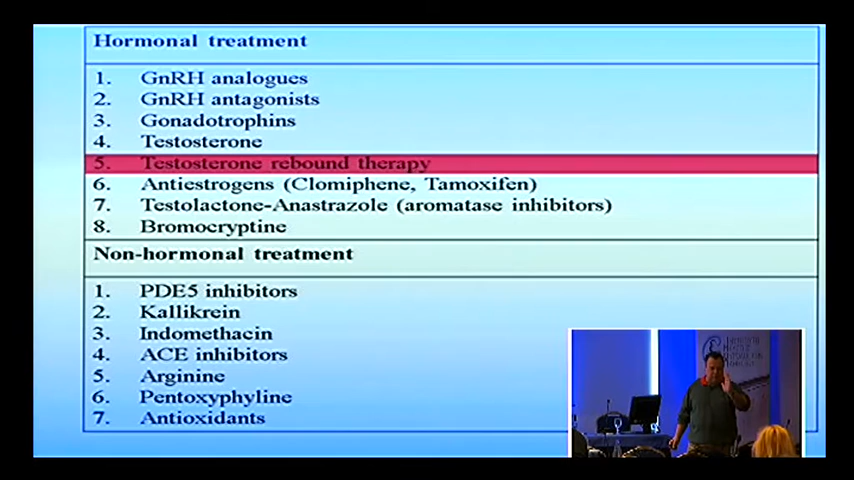 Hormonal treatment
1. GnRH analogues
2. GnRH antagonists
3. Gonadotrophins
4. Testosterone
5. Testosterone rebound therapy
6. Antiestrogens (Clomiphene, Tamoxifen)
7. Testolactone-Anastrazole (aromatase inhibitors)
8. Bromocryptine
Non-hormonal treatment
1. PDE5 inhibitors
2. Kallikrein
3. Indomethacin
4. ACE inhibitors
5. Arginine
6. Pentoxyphyline
7. Antioxidants